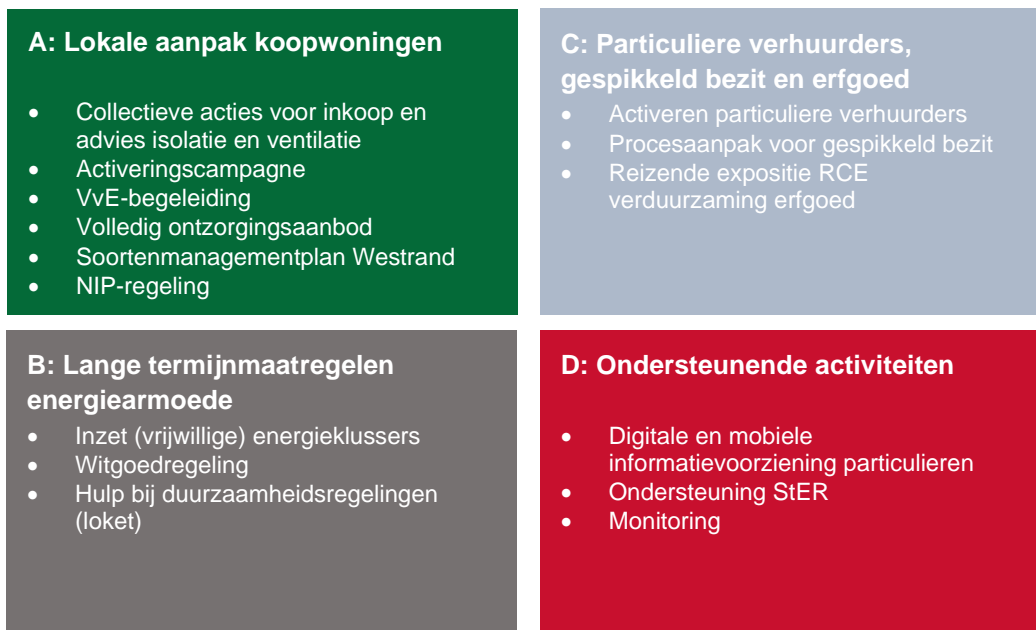 A: Lokale aanpak koopwoningen
• Collectieve acties voor inkoop en
advies isolatie en ventilatie
• Activeringscampagne
• VvE-begeleiding
• Volledig ontzorgingsaanbod
• Soortenmanagementplan Westrand
• NIP-regeling
B: Lange termijnmaatregelen
energiearmoede
• Inzet (vrijwillige) energieklussers
• Witgoedregeling
• Hulp bij duurzaamheidsregelingen
(loket)
C: Particuliere verhuurders,
gespikkeld bezit en erfgoed
• Activeren particuliere verhuurders
• Procesaanpak voor gespikkeld bezit
• Reizende expositie RCE
verduurzaming erfgoed
D: Ondersteunende activiteiten
• Digitale en mobiele
informatievoorziening particulieren
• Ondersteuning StER
• Monitoring